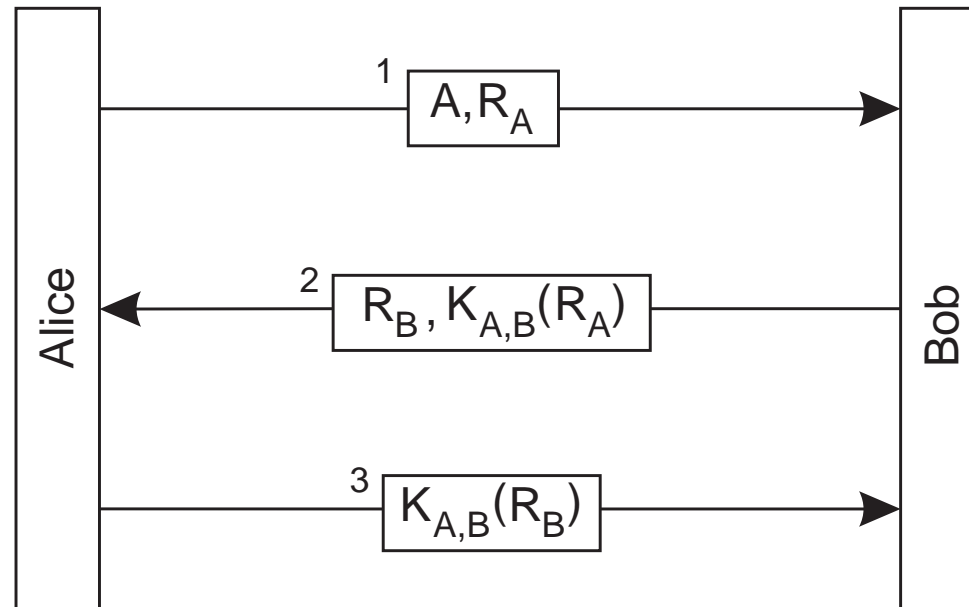 Alice
1
A,R_A
2
R_B , K_A,B(R_A)
3
K_A,B(R_B)
Bob